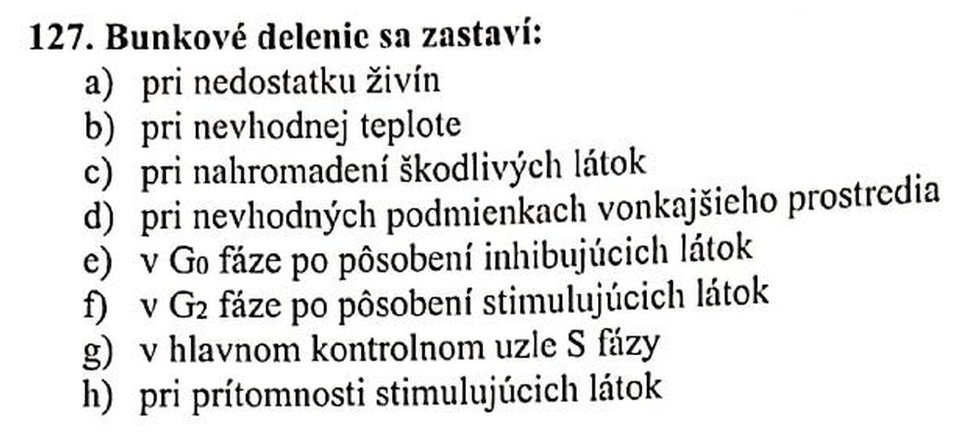 127. Bunkové delenie sa zastaví:
a) pri nedostatku živín
b) pri nevhodnej teplote
c) pri nahromadení škodlivých látok
d) pri nevhodných podmienkach vonkajšieho prostredia
e) v G0 fáze po pôsobení inhibujúcich látok
f) v G2 fáze po pôsobení stimulujúcich látok
g) v hlavnom kontrolnom uzle S fázy
h) pri prítomnosti stimulujúcich látok